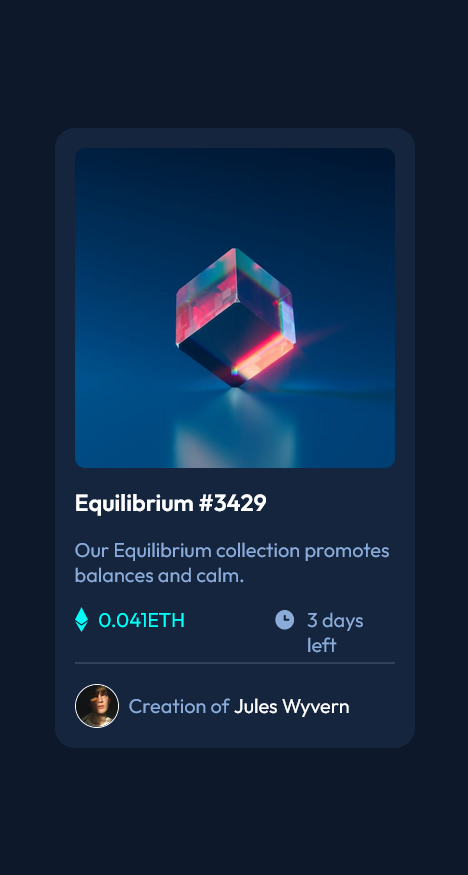 Equilibrium #3429
Our Equilibrium collection promotes
balances and calm.
0.041ETH
3 days
left
Creation of Jules Wyvern